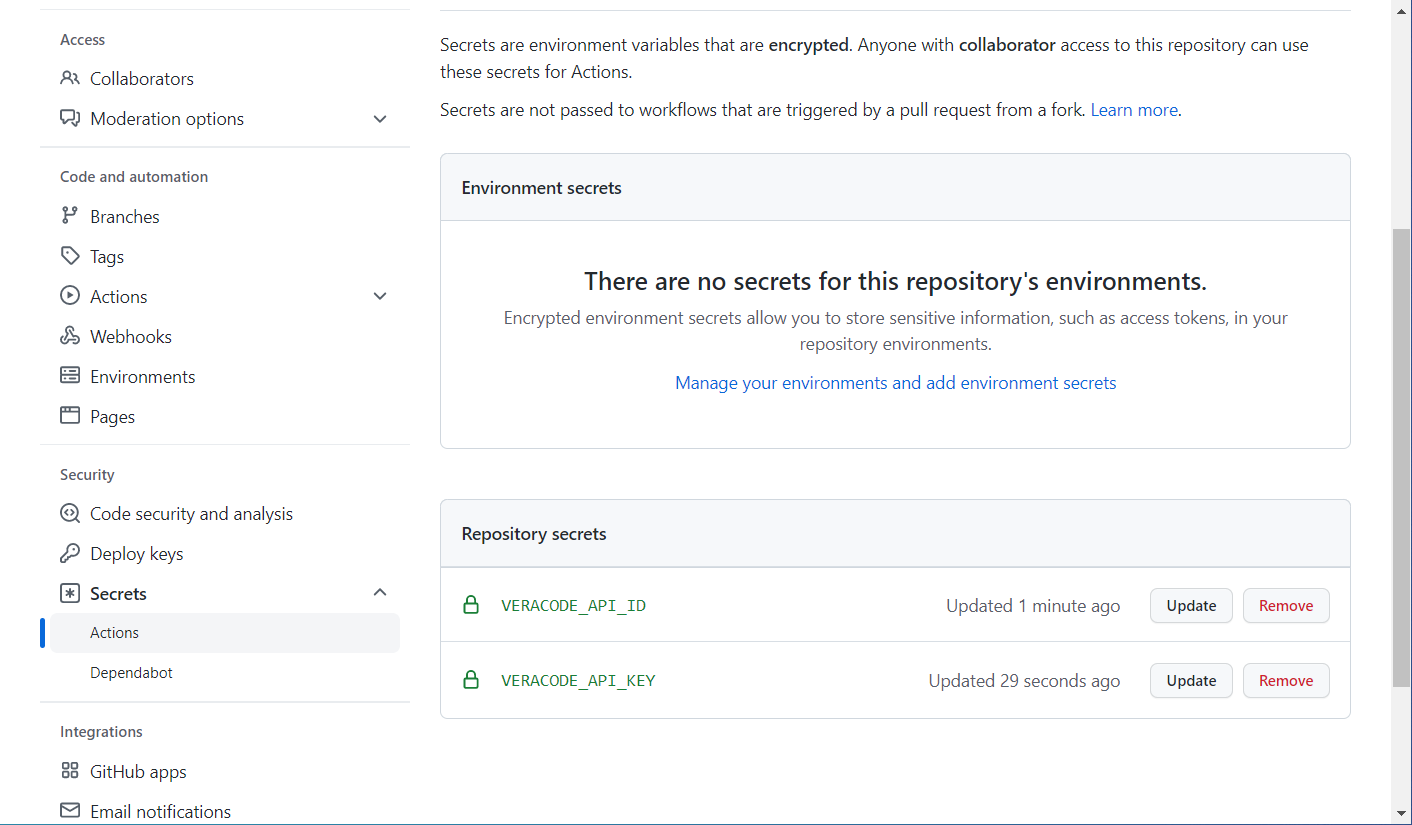 Access
Collaborators
Moderation options
Code and automation
Branches
Tags
Actions
Webhooks
Environments
Pages
Security
Code security and analysis
Deploy keys
Secrets
Actions
Dependabot
Integrations
GitHub apps
Email notifications
Secrets are environment variables that are encrypted. Anyone with collaborator access to this repository can use
these secrets for Actions.
Secrets are not passed to workflows that are triggered by a pull request from a fork. Learn more.
Environment secrets
There are no secrets for this repository's environments.
Encrypted environment secrets allow you to store sensitive information, such as access tokens, in your
repository environments.
Manage your environments and add environment secrets
Repository secrets
VERACODE_API_ID Updated 1 minute ago Update Remove
VERACODE_API_KEY Updated 29 seconds ago Update Remove